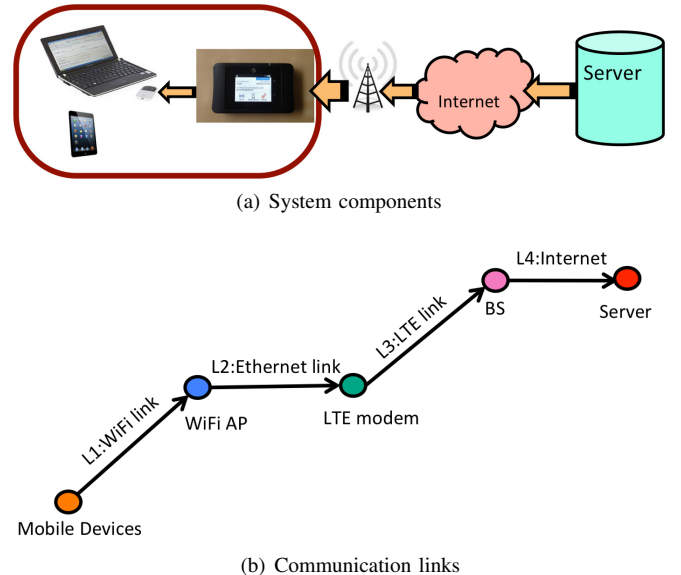 Server
Internet
(a) System components
L4:Internet
BS
Server
L3:LTE link
L2:Ethernet link
WiFi AP
LTE modem
L1:WiFi link
Mobile Devices
(b) Communication links